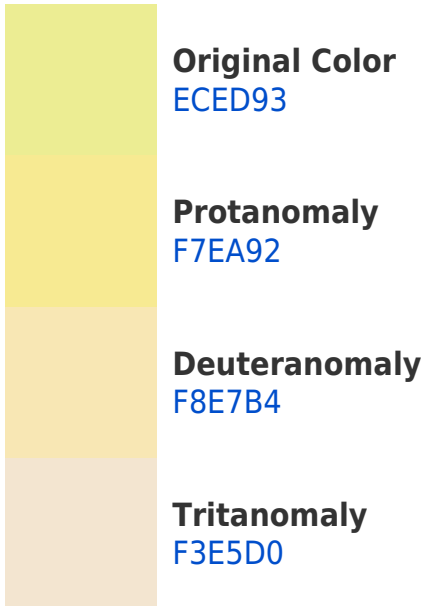 Original Color
ECED93
Protanomaly
F7EA92
Deuteranomaly
F8E7B4
Tritanomaly
F3E5D0